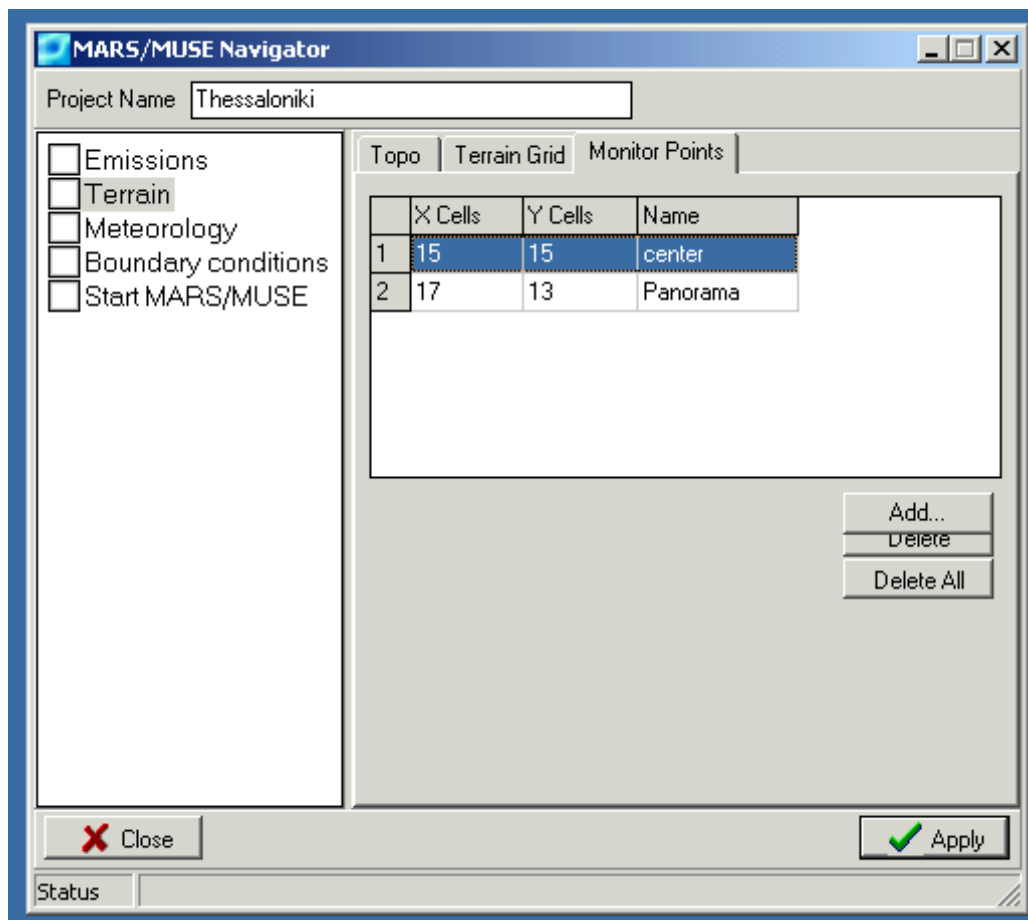 MARS/MUSE Navigator
Project Name Thessaloniki
Emissions
Terrain
Meteorology
Boundary conditions
Start MARS/MUSE
Topo Terrain Grid Monitor Points
X Cells Y Cells Name
1 15 15 center
2 17 13 Panorama
Add...
Delete
Delete All
Close
Apply
Status